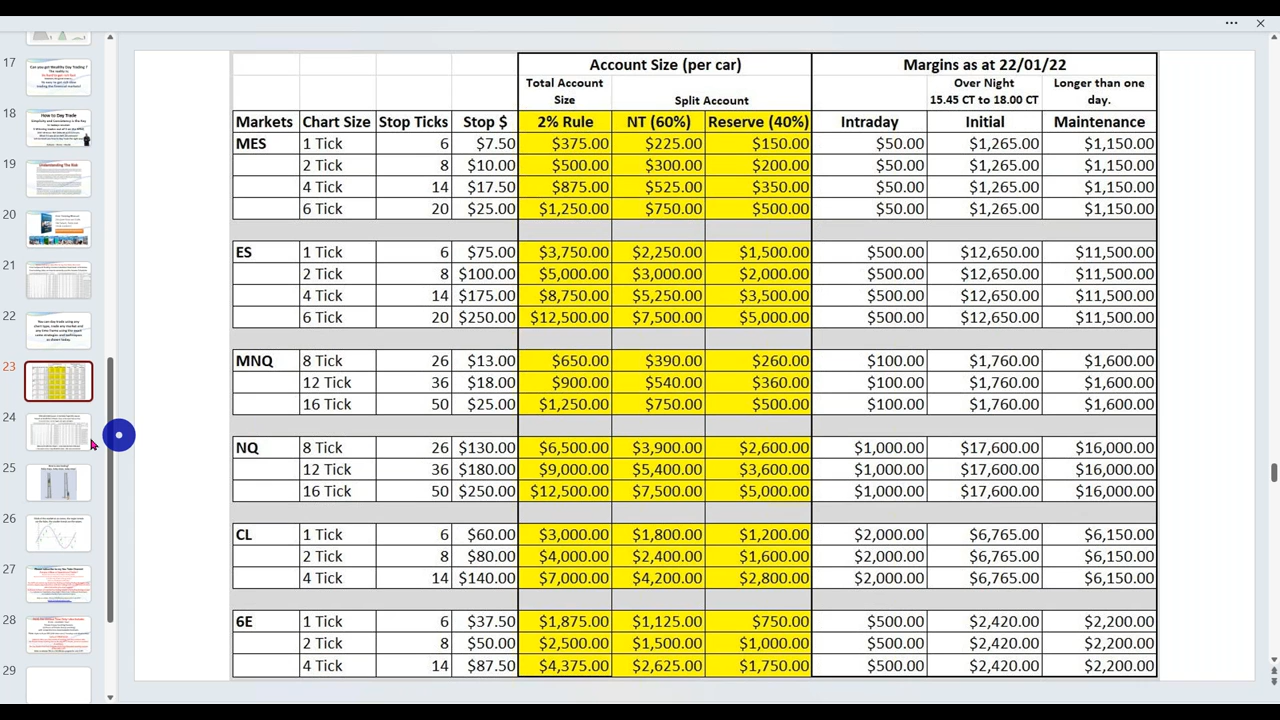 Account Size (per car) Margins as at 22/01/22
Total Account Size Split Account Over Night 15.45 CT to 18.00 CT Longer than one day.
Markets Chart Size Stop Ticks 2% Rule NT (60%) Reserve (40%) Intraday Initial Maintenance
MES 1 Tick 6 $7.50 $375.00 $225.00 $150.00 $50.00 $1,265.00 $1,150.00
2 Tick 8 $10.00 $500.00 $300.00 $200.00 $50.00 $1,265.00 $1,150.00
4 Tick 14 $17.50 $875.00 $525.00 $350.00 $50.00 $1,265.00 $1,150.00
6 Tick 20 $25.00 $1,250.00 $750.00 $500.00 $50.00 $1,265.00 $1,150.00
ES 1 Tick 6 $75.00 $3,750.00 $2,250.00 $1,500.00 $500.00 $12,650.00 $11,500.00
2 Tick 8 $100.00 $5,000.00 $3,000.00 $2,000.00 $500.00 $12,650.00 $11,500.00
4 Tick 14 $175.00 $8,750.00 $5,250.00 $3,500.00 $500.00 $12,650.00 $11,500.00
6 Tick 20 $250.00 $12,500.00 $7,500.00 $5,000.00 $500.00 $12,650.00 $11,500.00
MNQ 8 Tick 26 $13.00 $650.00 $390.00 $260.00 $100.00 $1,760.00 $1,600.00
12 Tick 36 $18.00 $900.00 $540.00 $360.00 $100.00 $1,760.00 $1,600.00
16 Tick 50 $25.00 $1,250.00 $750.00 $500.00 $100.00 $1,760.00 $1,600.00
NQ 8 Tick 26 $130.00 $6,500.00 $3,900.00 $2,600.00 $1,000.00 $17,600.00 $16,000.00
12 Tick 36 $180.00 $9,000.00 $5,400.00 $3,600.00 $1,000.00 $17,600.00 $16,000.00
16 Tick 50 $250.00 $12,500.00 $7,500.00 $5,000.00 $1,000.00 $17,600.00 $16,000.00
CL 1 Tick 6 $60.00 $3,000.00 $1,800.00 $1,200.00 $2,000.00 $6,765.00 $6,150.00
2 Tick 8 $80.00 $4,000.00 $2,400.00 $1,600.00 $2,000.00 $6,765.00 $6,150.00
4 Tick 14 $140.00 $7,000.00 $4,200.00 $2,800.00 $2,000.00 $6,765.00 $6,150.00
6E 1 Tick 6 $37.50 $1,875.00 $1,125.00 $750.00 $500.00 $2,420.00 $2,200.00
2 Tick 8 $50.00 $2,500.00 $1,500.00 $1,000.00 $500.00 $2,420.00 $2,200.00
4 Tick 14 $87.50 $4,375.00 $2,625.00 $1,750.00 $500.00 $2,420.00 $2,200.00
17
Can you get Wealthy Day Trading ?
18
How to Day Trade
19
Understanding The Risk
20
21
22
You can day trade using any
23
24
25
26
27
28
29